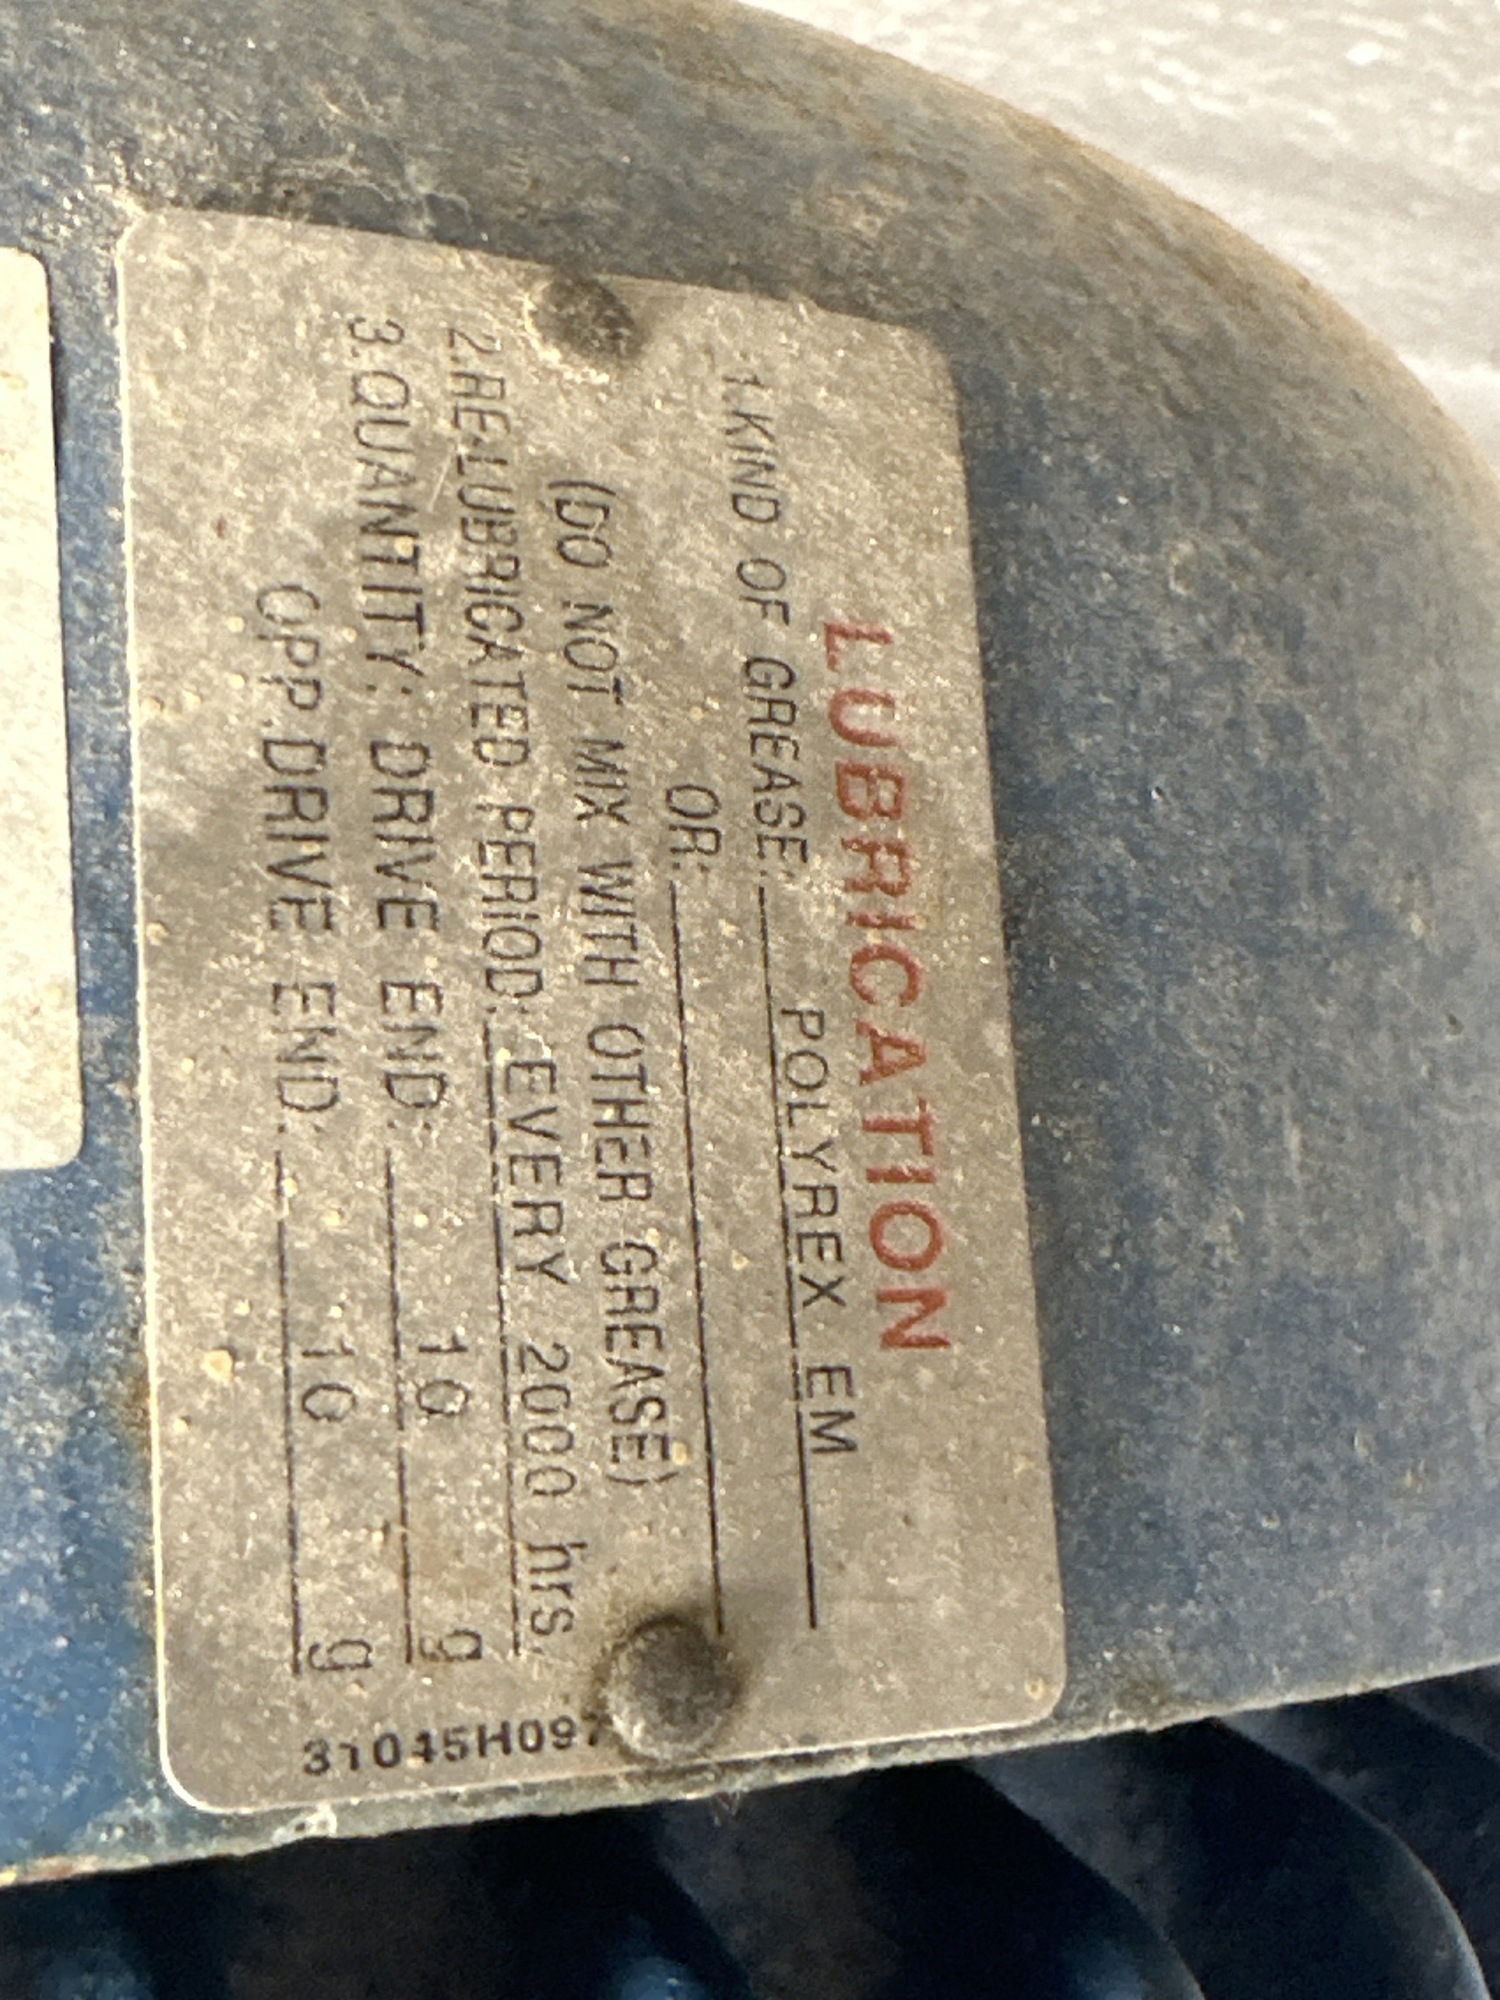 LUBRICATION
1.KIND OF GREASE: POLYREX EM
OR:
(DO NOT MIX WITH OTHER GREASE)
2.RE-LUBRICATED PERIOD: EVERY 2000 hrs.
3.QUANTITY: DRIVE END: 10 g
OPP.DRIVE END: 10 g